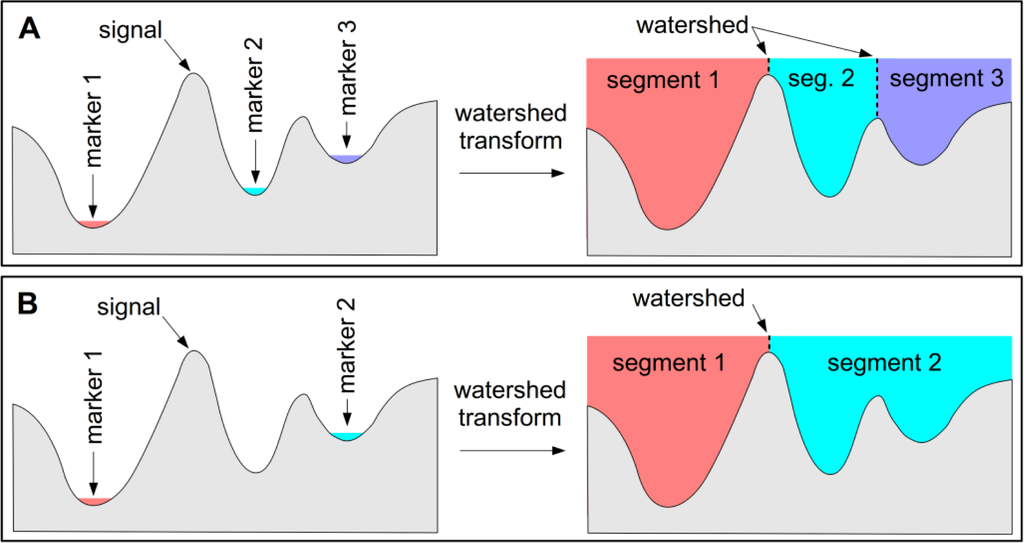 A
signal
marker 1
marker 2
marker 3
watershed
transform
watershed
segment 1
seg. 2
segment 3
B
signal
marker 1
marker 2
watershed
transform
watershed
segment 1
segment 2